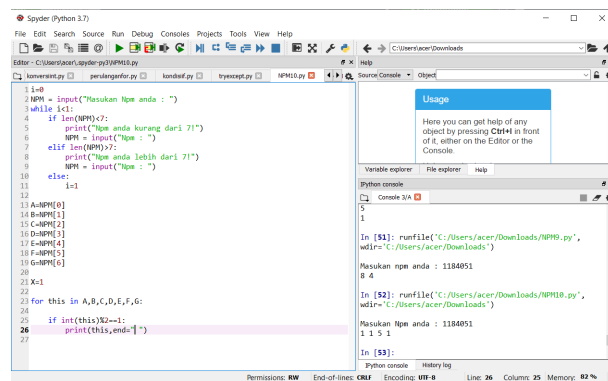 Spyder (Python 3.7)
File Edit Search Source Run Debug Consoles Projects Tools View Help
C:\Users\acer\Downloads
Editor - C:\Users\acer\.spyder-py3\NPM10.py
Help
konversint.py perulanganfor.py kondisiif.py tryexcept.py NPM10.py
Source Console Object
1 i=0
2 NPM = input("Masukan Npm anda : ")
3 while i<1:
4 if len(NPM)<7:
5 print("Npm anda kurang dari 7!")
6 NPM = input("Npm : ")
7 elif len(NPM)>7:
8 print("Npm anda lebih dari 7!")
9 NPM = input("Npm : ")
10 else:
11 i=1
12
13 A=NPM[0]
14 B=NPM[1]
15 C=NPM[2]
16 D=NPM[3]
17 E=NPM[4]
18 F=NPM[5]
19 G=NPM[6]
20
21 X=1
22
23 for this in A,B,C,D,E,F,G:
24
25 if int(this)%2==1:
26 print(this,end=" ")
27
Usage
Here you can get help of any
object by pressing Ctrl+I in front
of it, either on the Editor or the
Console.
Variable explorer File explorer Help
IPython console
Console 3/A
5
1
In [51]: runfile('C:/Users/acer/Downloads/NPM9.py',
wdir='C:/Users/acer/Downloads')
Masukan npm anda : 1184051
8 4
In [52]: runfile('C:/Users/acer/Downloads/NPM10.py',
wdir='C:/Users/acer/Downloads')
Masukan Npm anda : 1184051
1 1 5 1
In [53]:
IPython console History log
Permissions: RW End-of-lines: CRLF Encoding: UTF-8 Line: 26 Column: 25 Memory: 82 %